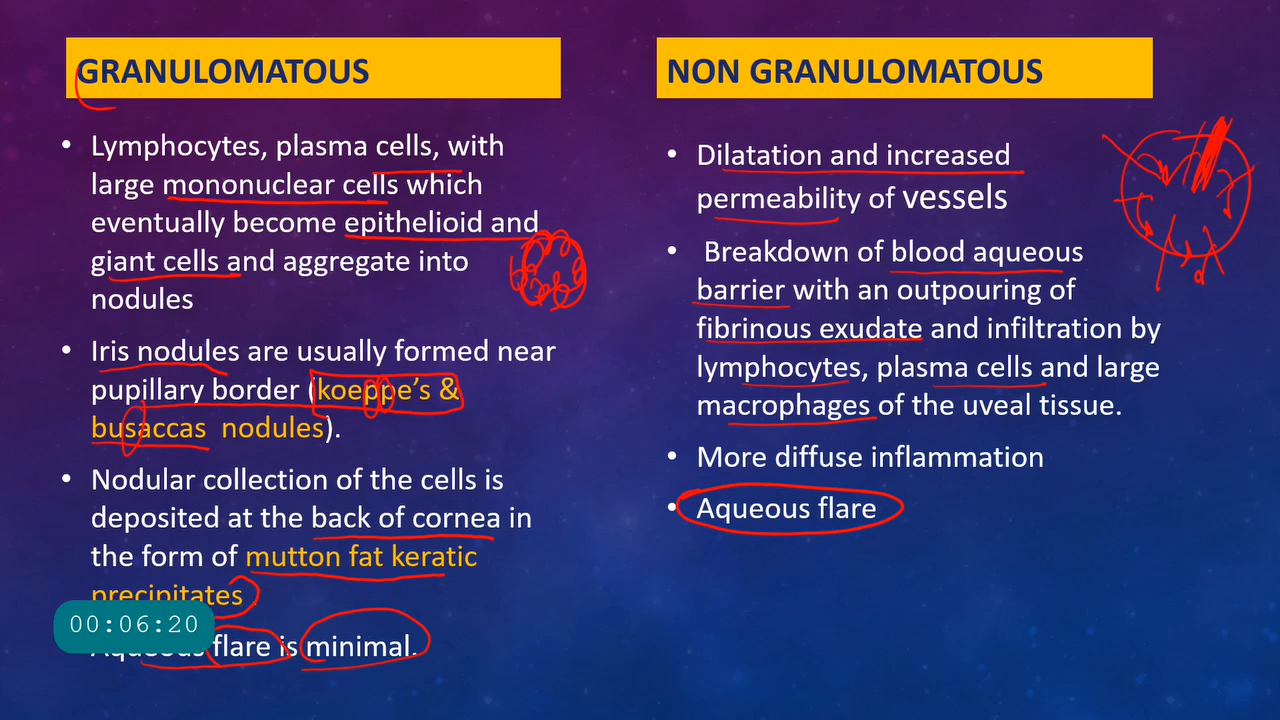 GRANULOMATOUS
• Lymphocytes, plasma cells, with
large mononuclear cells which
eventually become epithelioid and
giant cells and aggregate into
nodules
• Iris nodules are usually formed near
pupillary border (koeppe’s &
busaccas nodules).
• Nodular collection of the cells is
deposited at the back of cornea in
the form of mutton fat keratic
precipitates
00:06:20
Aqueous flare is minimal.
NON GRANULOMATOUS
• Dilatation and increased
permeability of vessels
• Breakdown of blood aqueous
barrier with an outpouring of
fibrinous exudate and infiltration by
lymphocytes, plasma cells and large
macrophages of the uveal tissue.
• More diffuse inflammation
• Aqueous flare